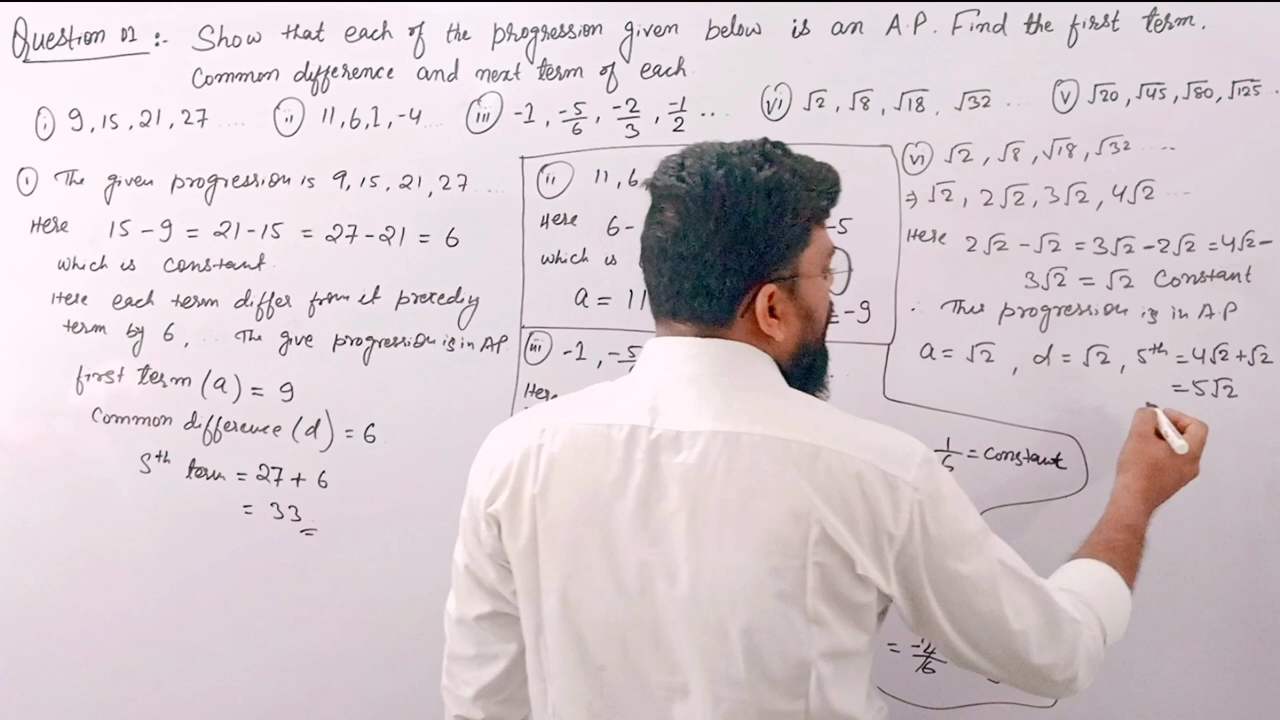 Question 01 :- Show that each of the progression given below is an A.P. Find the first term.
Common difference and next term of each
(i) 9, 15, 21, 27 .... (ii) 11, 6, 1, -4 ... (iii) -1, -5/6, -2/3, -1/2 ... (vi) √2, √8, √18, √32 ... (v) √20, √45, √80, √125 ...
(i) The given progression is 9, 15, 21, 27 ....
Here 15 - 9 = 21 - 15 = 27 - 21 = 6
which is constant.
Here each term differ from it precediy
term by 6, ... The give progression is in AP.
first term (a) = 9
Common difference (d) = 6
5th term = 27 + 6
= 33
(ii) 11, 6
Here 6- -5
which is
a = 11 = -9
(iii) -1, -5
Here
1/6 = constant
= -4/6
(vi) √2, √8, √18, √32 ....
⇒ √2, 2√2, 3√2, 4√2 ...
Here 2√2 - √2 = 3√2 - 2√2 = 4√2 -
3√2 = √2 Constant
∴ This progression is in A.P
a = √2, d = √2, 5th = 4√2 + √2
= 5√2